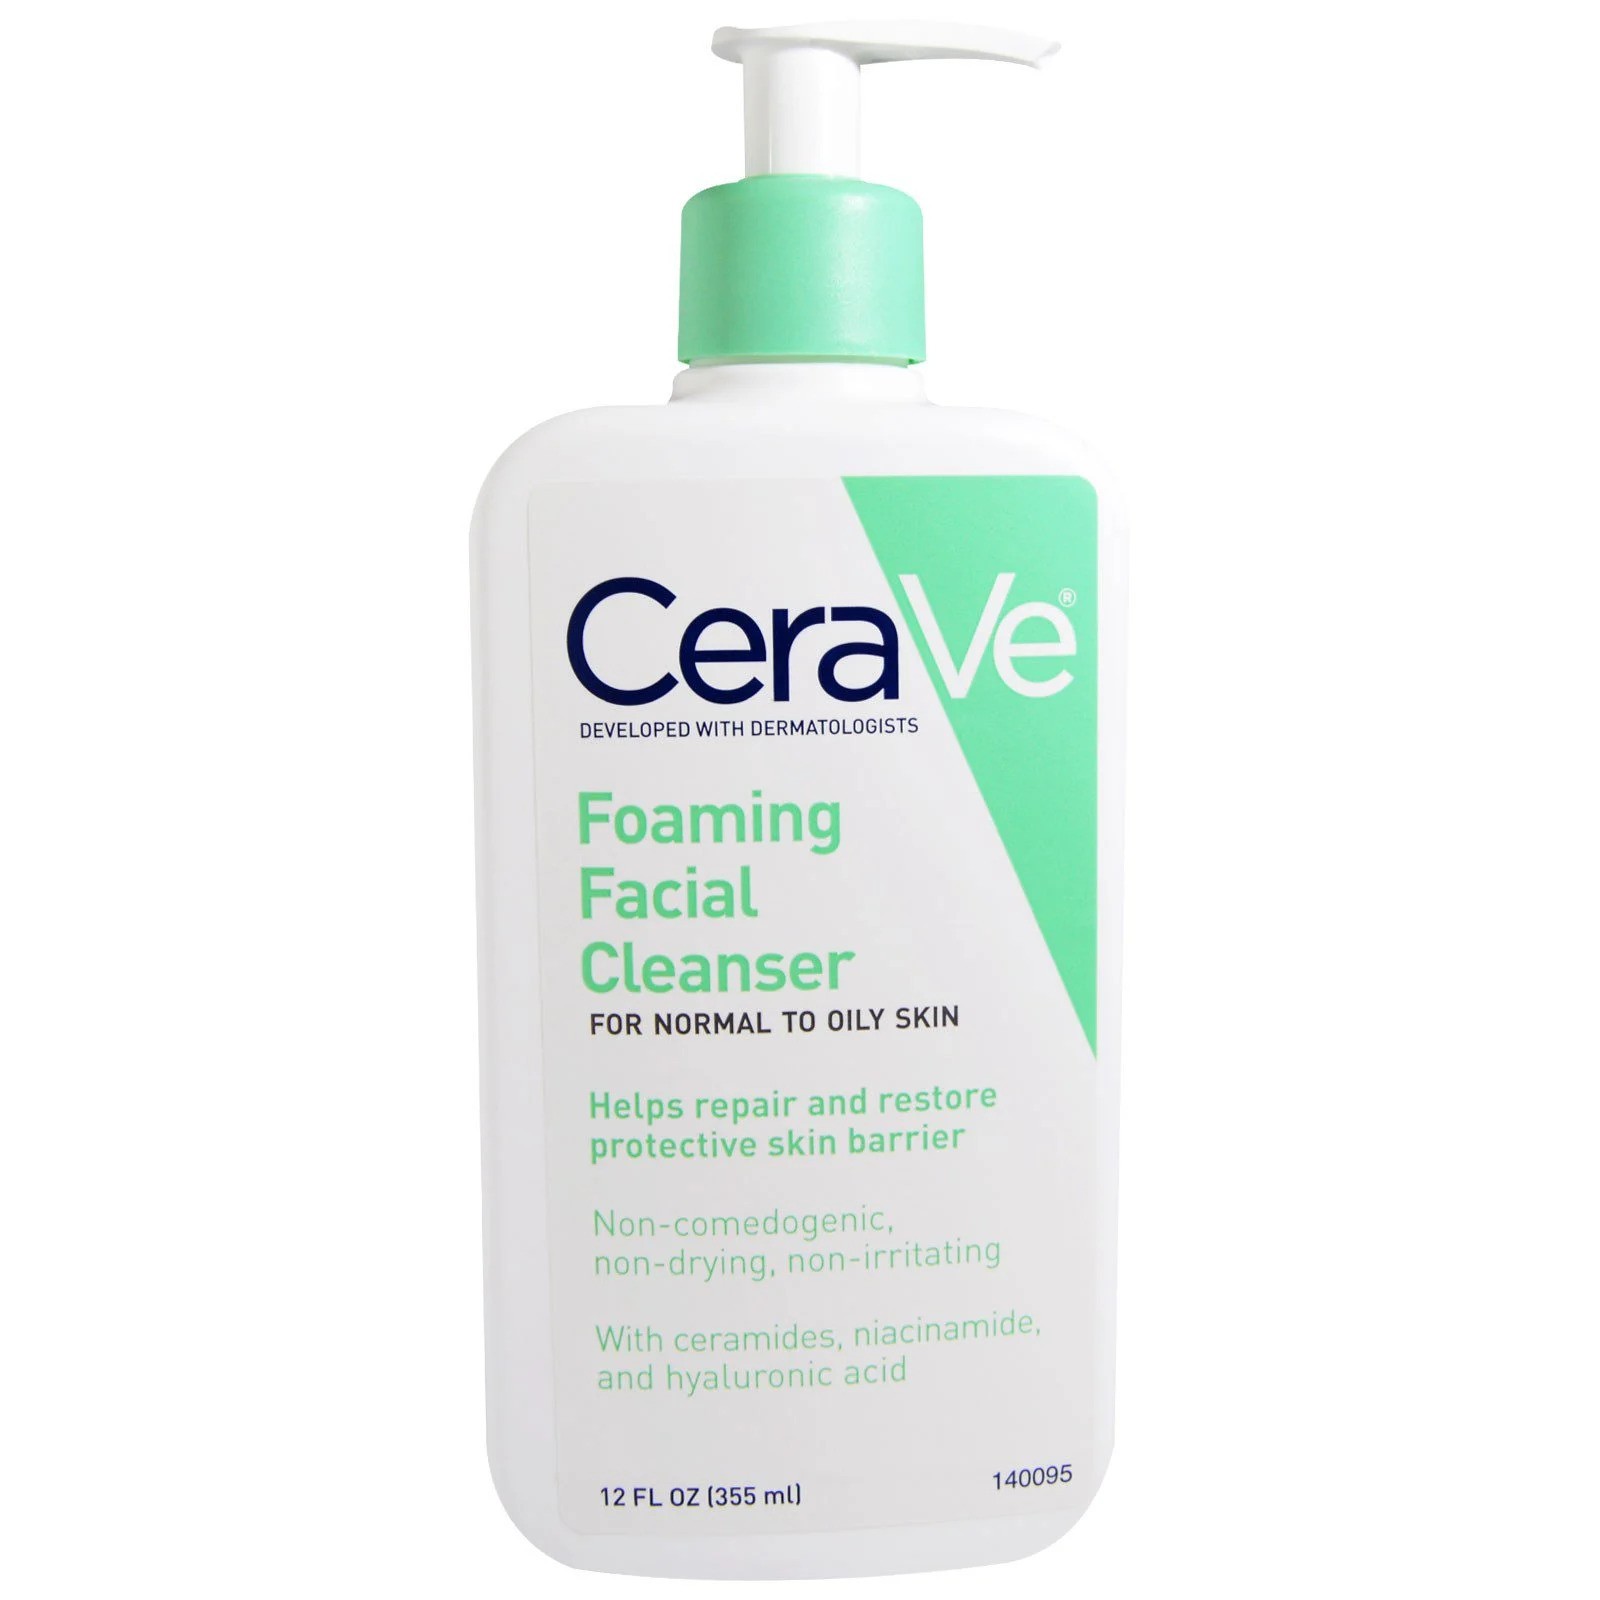 CeraVe®
DEVELOPED WITH DERMATOLOGISTS
Foaming
Facial
Cleanser
FOR NORMAL TO OILY SKIN
Helps repair and restore
protective skin barrier
Non-comedogenic,
non-drying, non-irritating
With ceramides, niacinamide,
and hyaluronic acid
12 FL OZ (355 ml)
140095